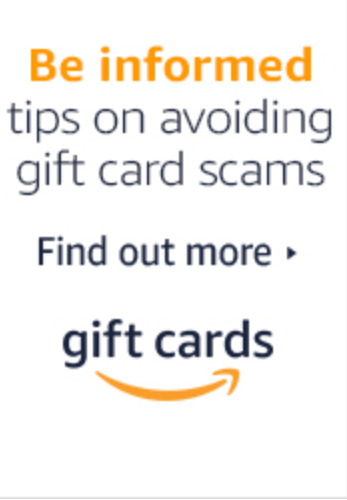 Be informed
tips on avoiding
gift card scams
Find out more ▸
gift cards